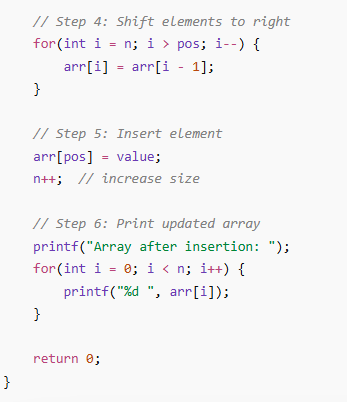 // Step 4: Shift elements to right
for(int i = n; i > pos; i--) {
arr[i] = arr[i - 1];
}
// Step 5: Insert element
arr[pos] = value;
n++;  // increase size
// Step 6: Print updated array
printf("Array after insertion: ");
for(int i = 0; i < n; i++) {
printf("%d ", arr[i]);
}
return 0;
}